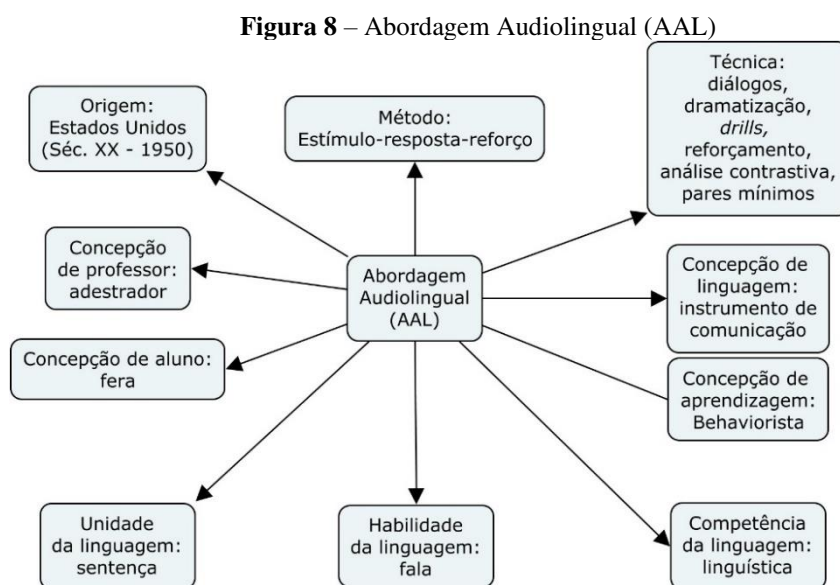 Figura 8 – Abordagem Audiolingual (AAL)
Origem:
Estados Unidos
(Séc. XX - 1950)
Método:
Estímulo-resposta-reforço
Técnica:
diálogos,
dramatização,
drills,
reforçamento,
análise contrastiva,
pares mínimos
Concepção
de professor:
adestrador
Abordagem
Audiolingual
(AAL)
Concepção de
linguagem:
instrumento de
comunicação
Concepção de aluno:
fera
Concepção de
aprendizagem:
Behaviorista
Unidade
da linguagem:
sentença
Habilidade
da linguagem:
fala
Competência
da linguagem:
linguística